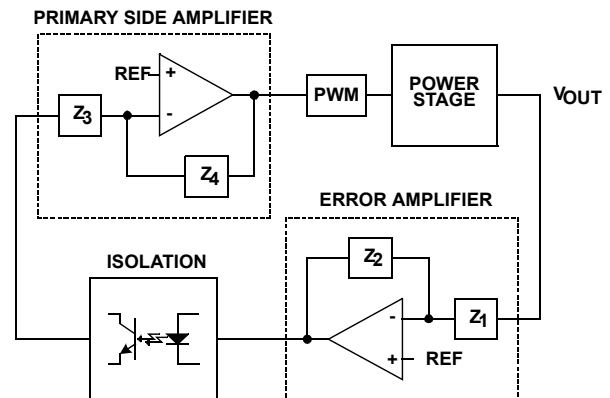 PRIMARY SIDE AMPLIFIER
REF
+
-
Z3
Z4
PWM
POWER
STAGE
VOUT
ERROR AMPLIFIER
ISOLATION
Z2
-
Z1
+
REF